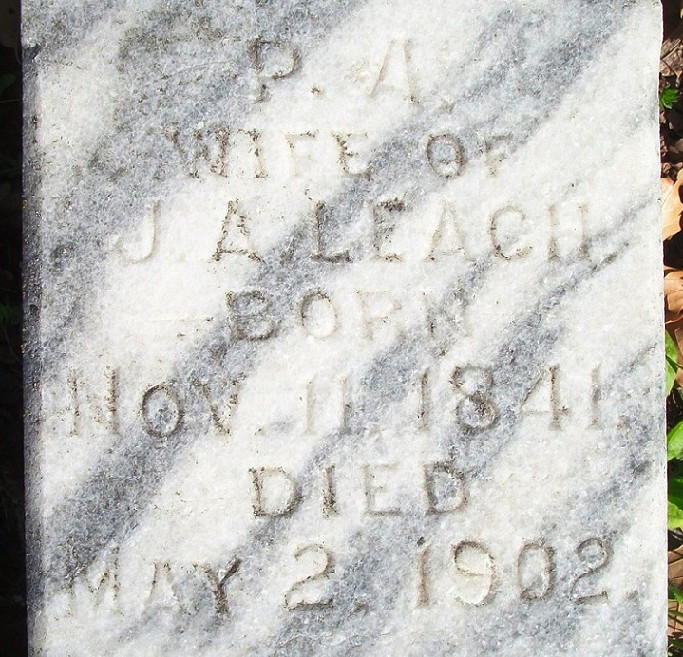 P. A.
WIFE OF
J. A. LEACH.
BORN
NOV. 11. 1841.
DIED
MAY 2. 1902.